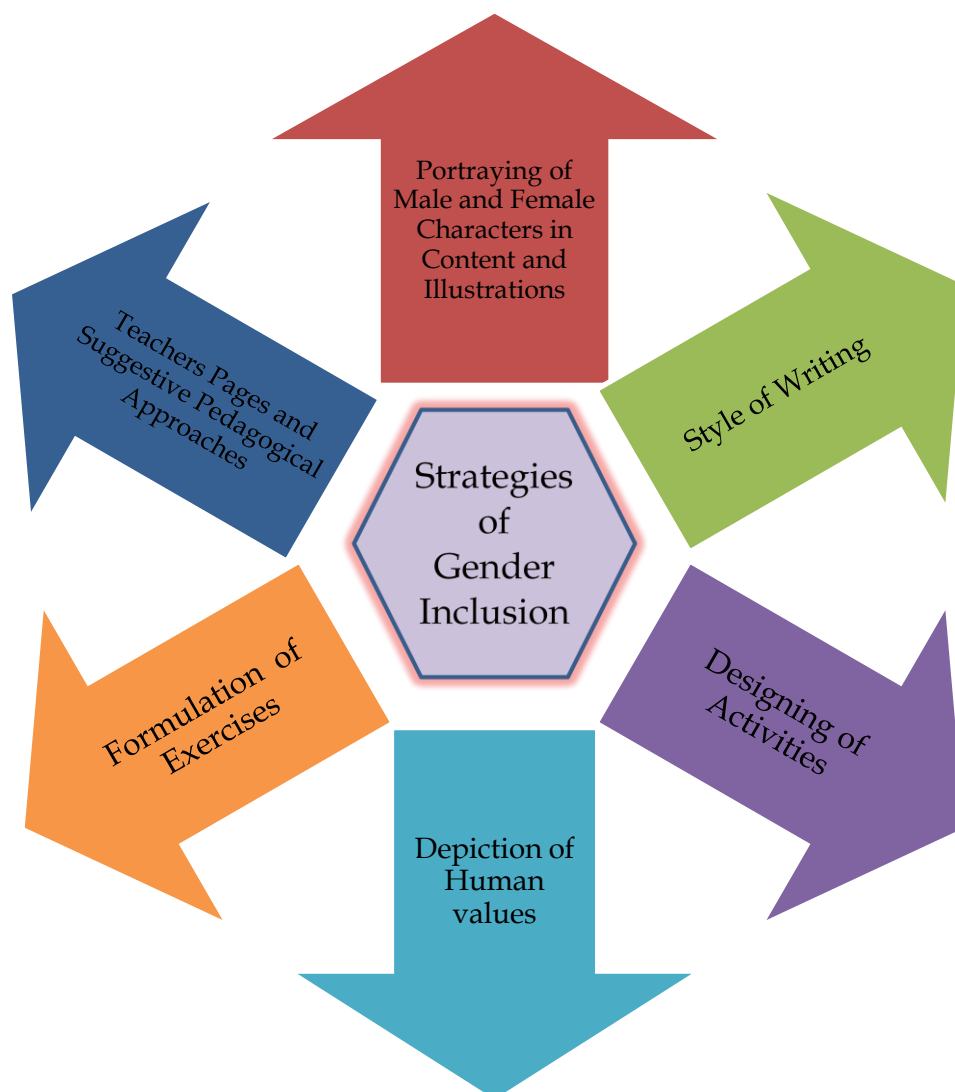 Portraying of
Male and Female
Characters in
Content and
Illustrations
Style of Writing
Designing of
Activities
Depiction of
Human
values
Formulation of
Exercises
Teachers Pages and
Suggestive Pedagogical
Approaches
Strategies
of
Gender
Inclusion